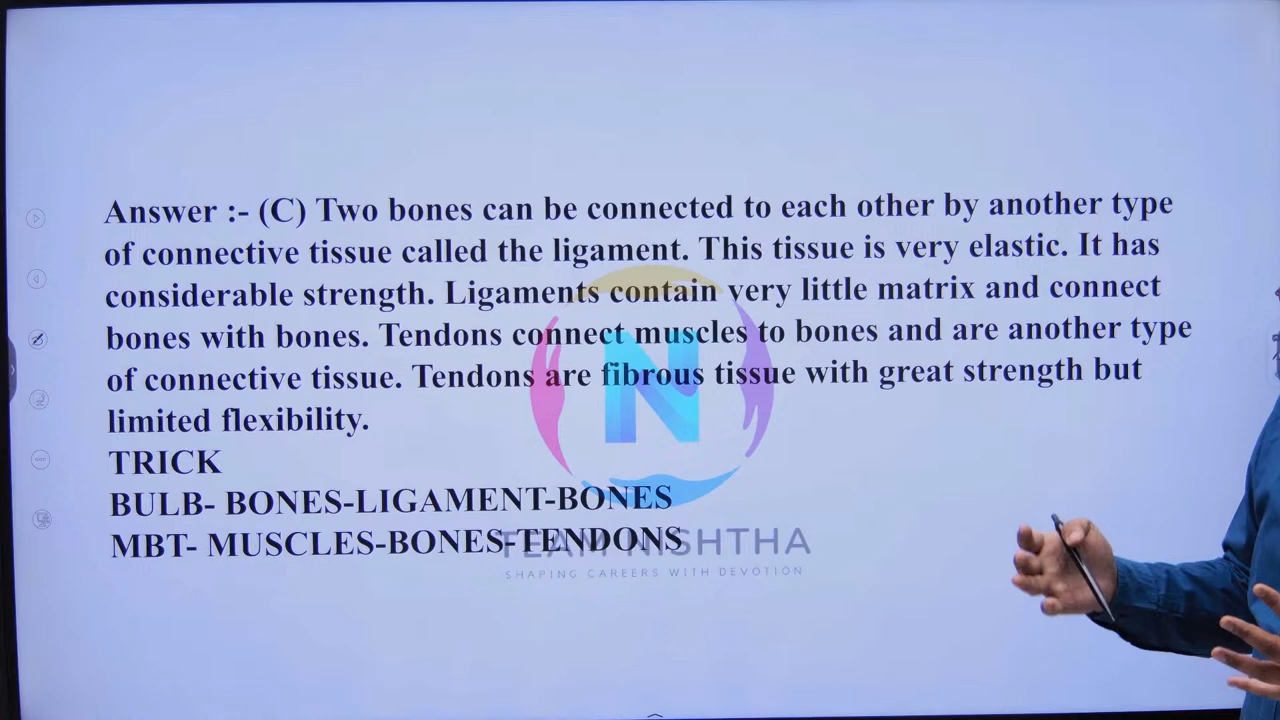 Answer :- (C) Two bones can be connected to each other by another type
of connective tissue called the ligament. This tissue is very elastic. It has
considerable strength. Ligaments contain very little matrix and connect
bones with bones. Tendons connect muscles to bones and are another type
of connective tissue. Tendons are fibrous tissue with great strength but
limited flexibility.
TRICK
BULB- BONES-LIGAMENT-BONES
MBT- MUSCLES-BONES-TENDONS
N
TEAM NISHTHA
SHAPING CAREERS WITH DEVOTION